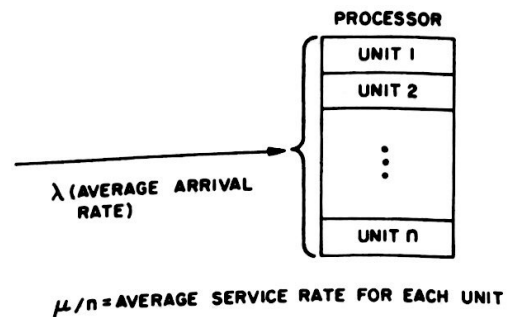 PROCESSOR
UNIT 1
UNIT 2
⋮
λ (AVERAGE ARRIVAL
RATE)
UNIT n
μ/n = AVERAGE SERVICE RATE FOR EACH UNIT